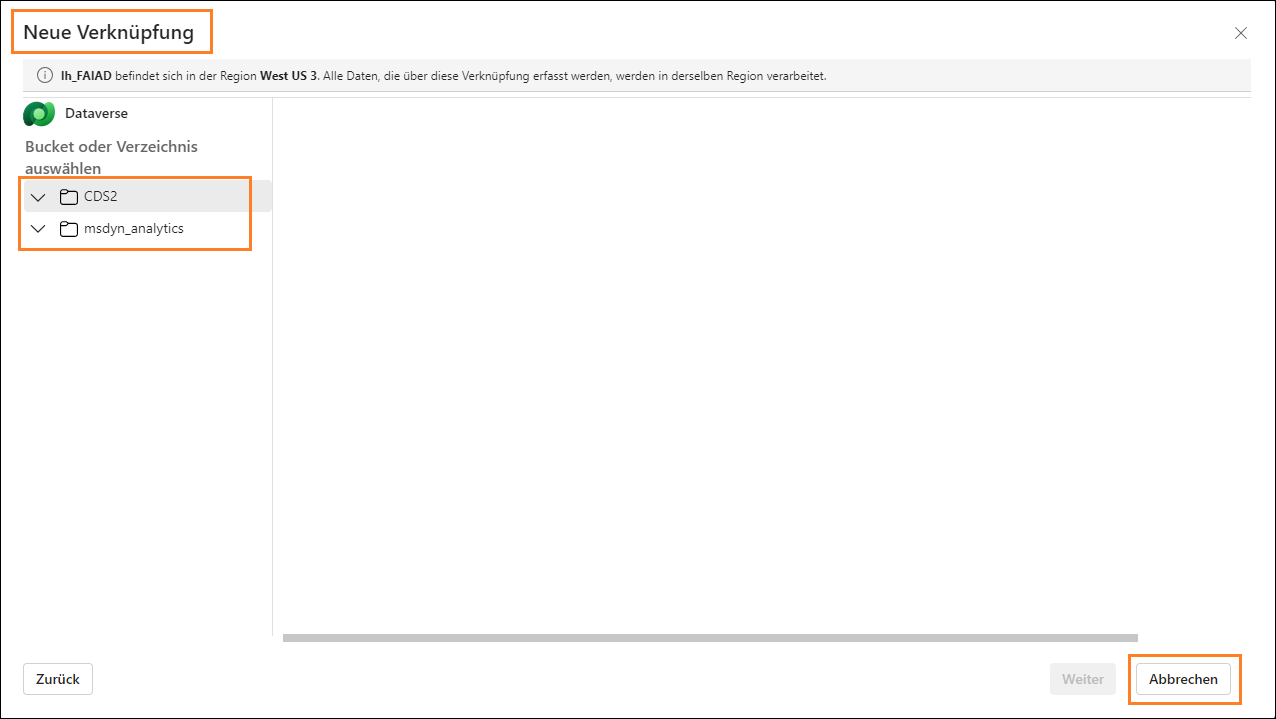 Neue Verknüpfung
lh_FAIAD befindet sich in der Region West US 3. Alle Daten, die über diese Verknüpfung erfasst werden, werden in derselben Region verarbeitet.
Dataverse
Bucket oder Verzeichnis
auswählen
CDS2
msdyn_analytics
Zurück
Weiter
Abbrechen